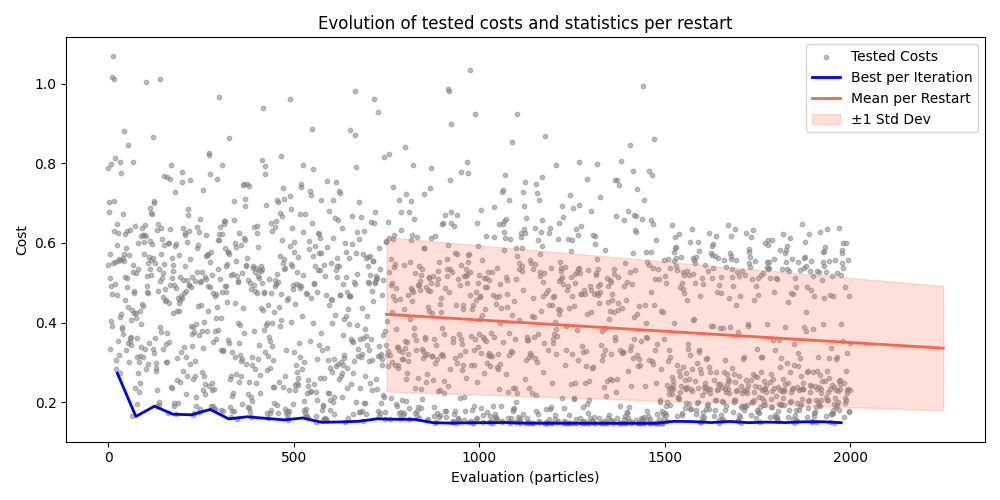 Evolution of tested costs and statistics per restart
Cost
1.0
0.8
0.6
0.4
0.2
Tested Costs
Best per Iteration
Mean per Restart
±1 Std Dev
0
500
1000
1500
2000
Evaluation (particles)